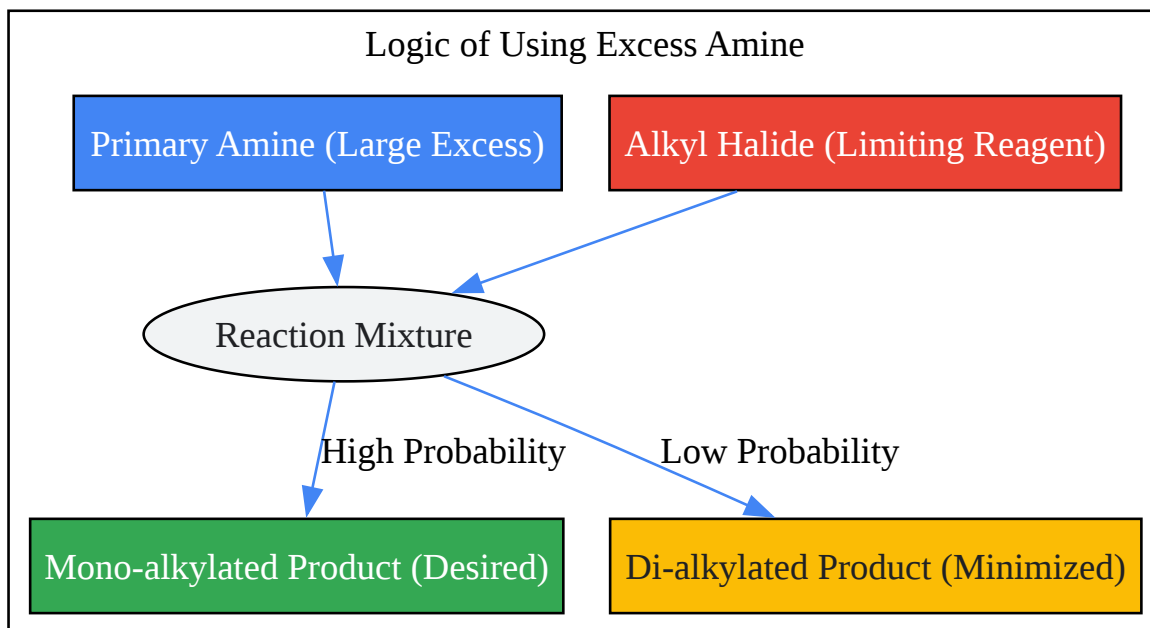 Logic of Using Excess Amine
Primary Amine (Large Excess)
Alkyl Halide (Limiting Reagent)
Reaction Mixture
High Probability
Low Probability
Mono-alkylated Product (Desired)
Di-alkylated Product (Minimized)